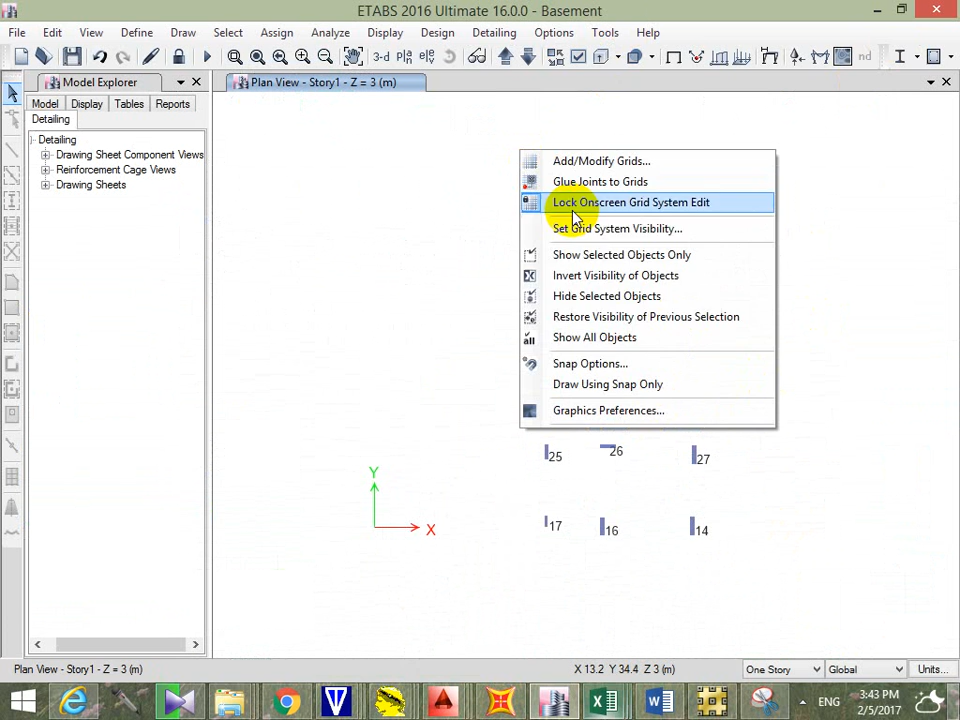 ETABS 2016 Ultimate 16.0.0 - Basement
File Edit View Define Draw Select Assign Analyze Display Design Detailing Options Tools Help
3-d plan elev nd
Model Explorer
Plan View - Story1 - Z = 3 (m)
Model Display Tables Reports
Detailing
Detailing
Drawing Sheet Component Views
Reinforcement Cage Views
Drawing Sheets
Add/Modify Grids...
Glue Joints to Grids
Lock Onscreen Grid System Edit
Set Grid System Visibility...
Show Selected Objects Only
Invert Visibility of Objects
Hide Selected Objects
Restore Visibility of Previous Selection
all Show All Objects
Snap Options...
Draw Using Snap Only
Graphics Preferences...
25 26 27
Y
17 16 14
X
Plan View - Story1 - Z = 3 (m) X 13.2 Y 34.4 Z 3 (m) One Story Global Units...
ENG 3:43 PM
2/5/2017